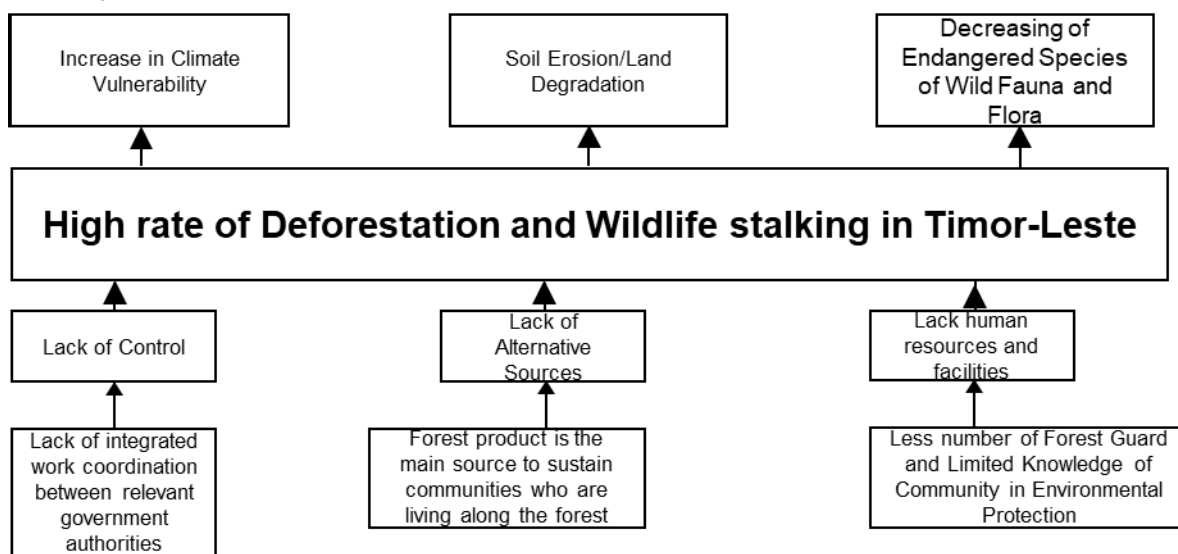 Increase in Climate
Vulnerability
Soil Erosion/Land
Degradation
Decreasing of
Endangered Species
of Wild Fauna and
Flora
High rate of Deforestation and Wildlife stalking in Timor-Leste
Lack of Control
Lack of
Alternative
Sources
Lack human
resources and
facilities
Lack of integrated
work coordination
between relevant
government
authorities
Forest product is the
main source to sustain
communities who are
living along the forest
Less number of Forest Guard
and Limited Knowledge of
Community in Environmental
Protection